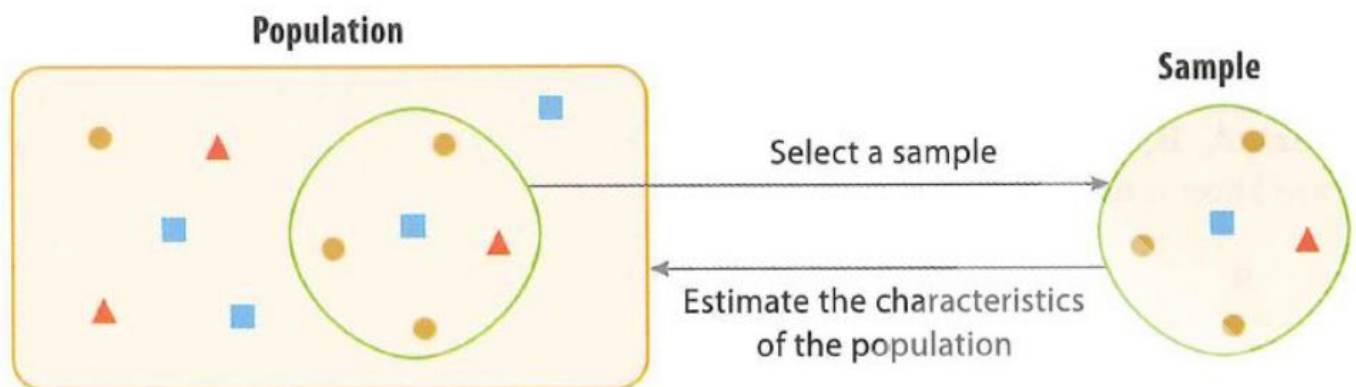 Population
Sample
Select a sample
Estimate the characteristics
of the population